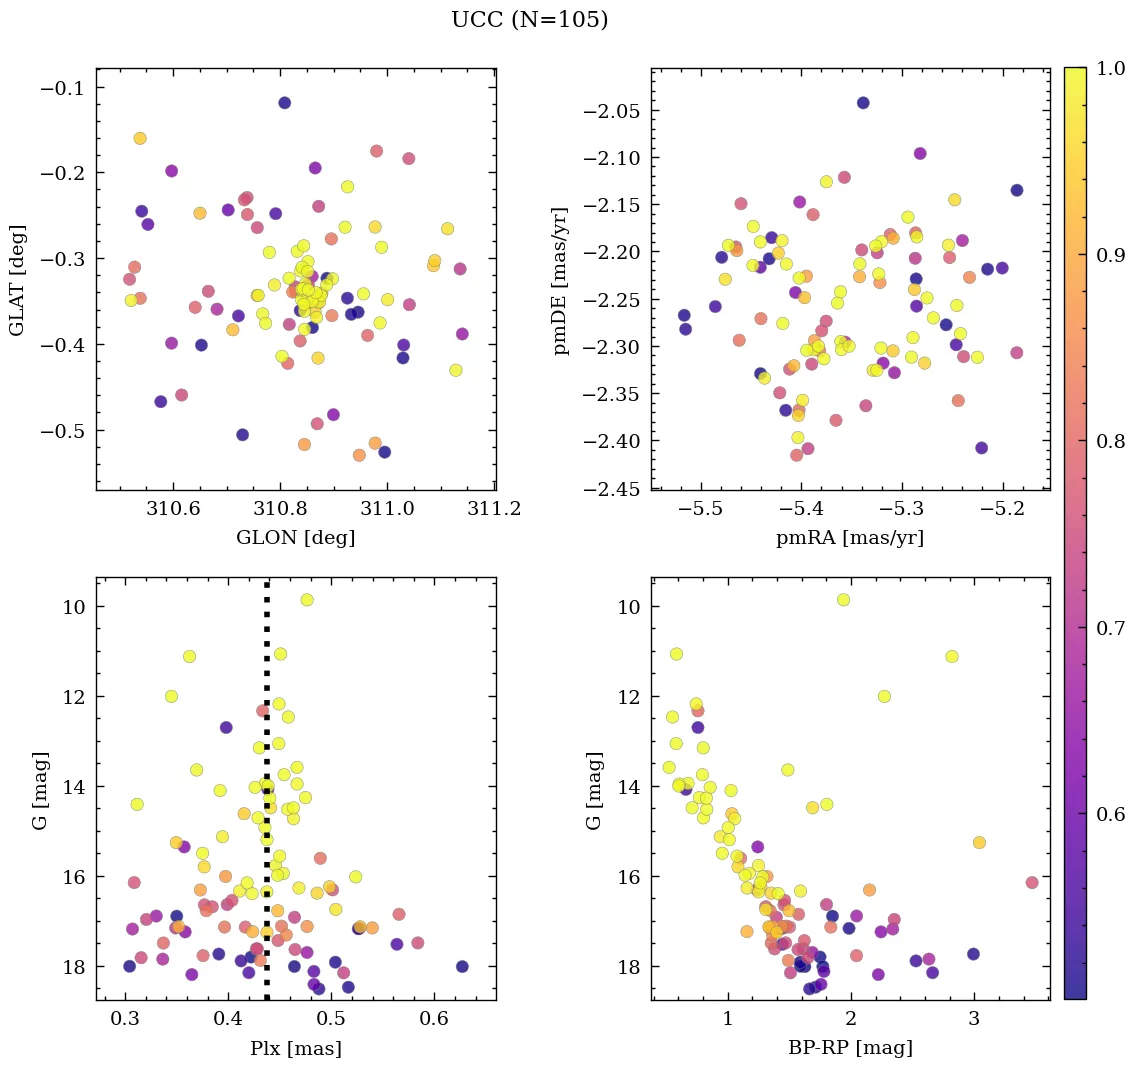 UCC (N=105)
−0.1
−0.2
−0.3
−0.4
−0.5
GLAT [deg]
310.6 310.8 311.0 311.2
GLON [deg]
−2.05
−2.10
−2.15
−2.20
−2.25
−2.30
−2.35
−2.40
−2.45
pmDE [mas/yr]
−5.5 −5.4 −5.3 −5.2
pmRA [mas/yr]
10
12
14
16
18
G [mag]
0.3 0.4 0.5 0.6
Plx [mas]
10
12
14
16
18
G [mag]
1 2 3
BP-RP [mag]
1.0
0.9
0.8
0.7
0.6